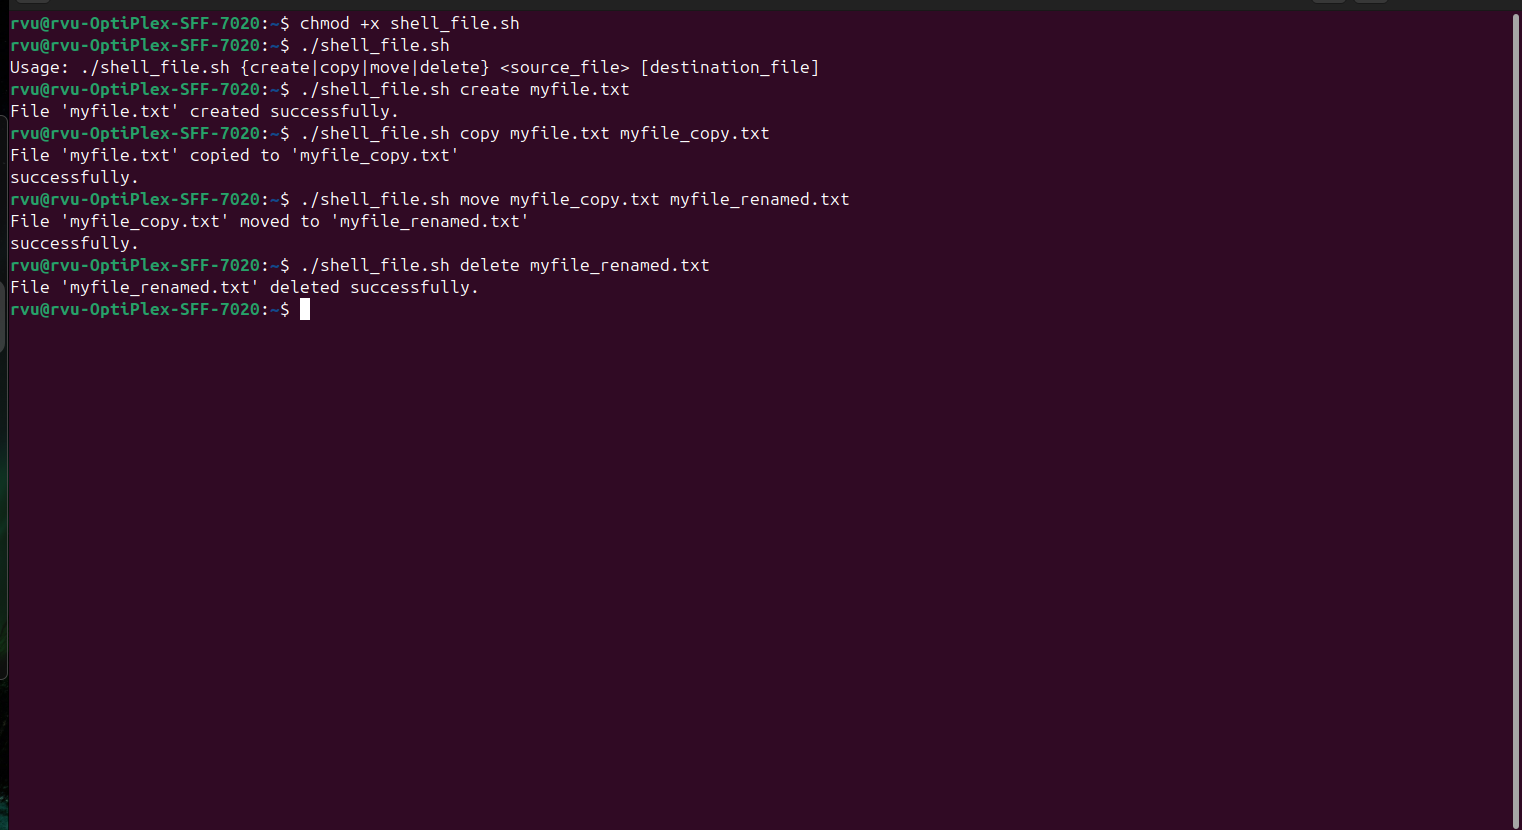 rvu@rvu-OptiPlex-SFF-7020:~$ chmod +x shell_file.sh
rvu@rvu-OptiPlex-SFF-7020:~$ ./shell_file.sh
Usage: ./shell_file.sh {create|copy|move|delete} <source_file> [destination_file]
rvu@rvu-OptiPlex-SFF-7020:~$ ./shell_file.sh create myfile.txt
File 'myfile.txt' created successfully.
rvu@rvu-OptiPlex-SFF-7020:~$ ./shell_file.sh copy myfile.txt myfile_copy.txt
File 'myfile.txt' copied to 'myfile_copy.txt'
successfully.
rvu@rvu-OptiPlex-SFF-7020:~$ ./shell_file.sh move myfile_copy.txt myfile_renamed.txt
File 'myfile_copy.txt' moved to 'myfile_renamed.txt'
successfully.
rvu@rvu-OptiPlex-SFF-7020:~$ ./shell_file.sh delete myfile_renamed.txt
File 'myfile_renamed.txt' deleted successfully.
rvu@rvu-OptiPlex-SFF-7020:~$